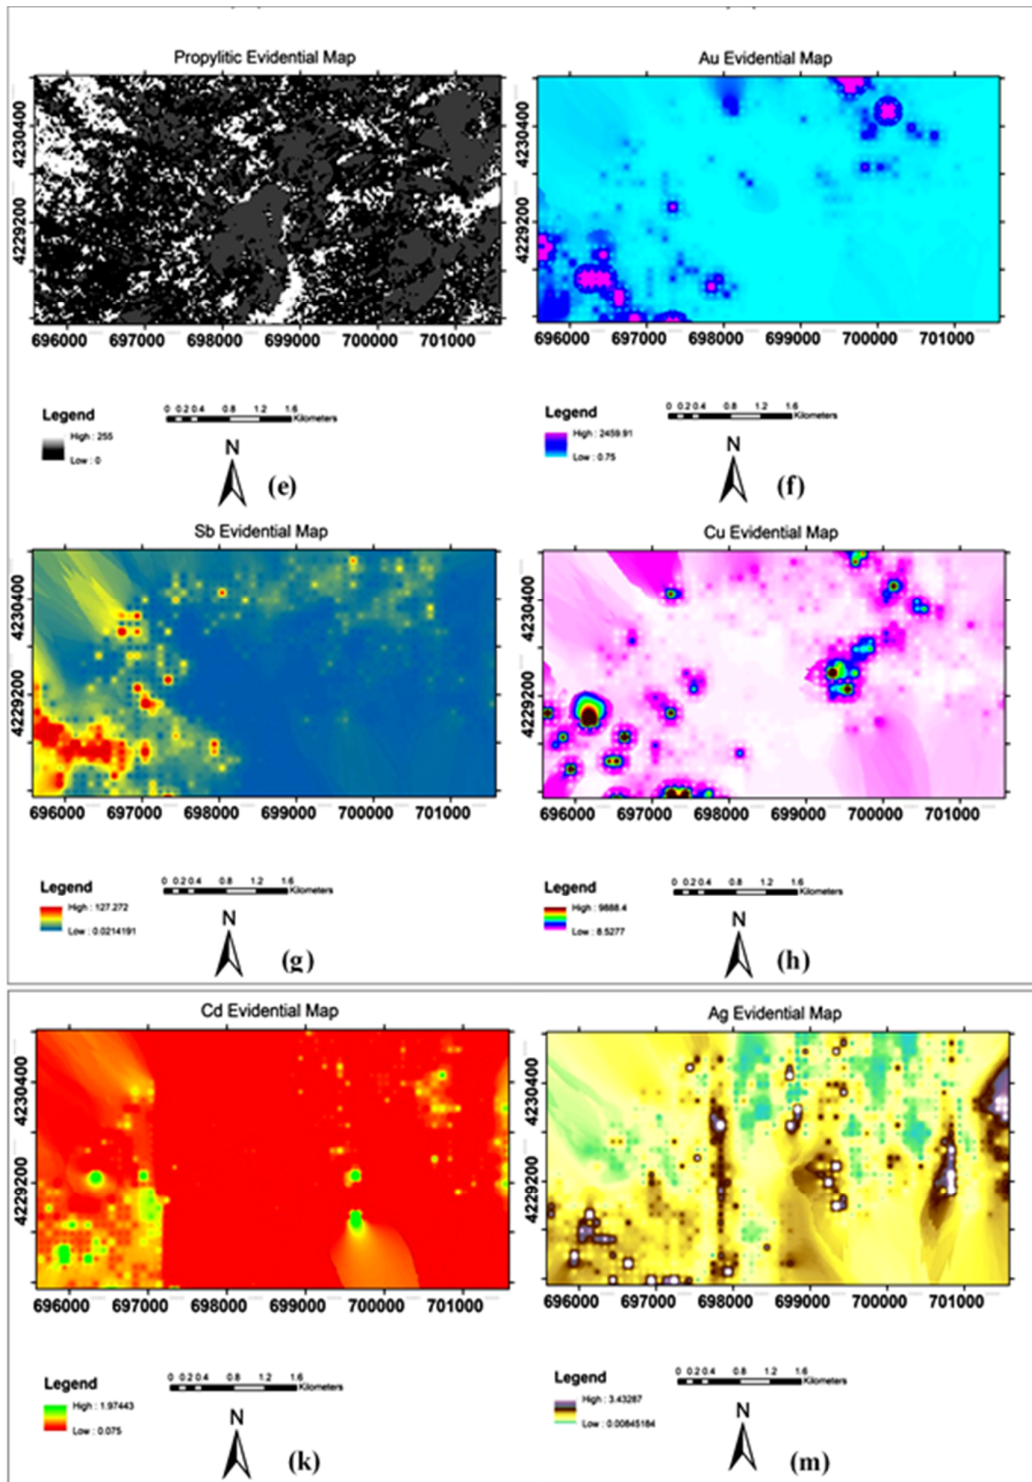 Propylitic Evidential Map
4230400
4229200
696000 697000 698000 699000 700000 701000
Legend
High : 255
Low : 0
0 0.2 0.4 0.8 1.2 1.6
Kilometers
N
(e)
Au Evidential Map
4230400
4229200
696000 697000 698000 699000 700000 701000
Legend
High : 2459.91
Low : 0.75
0 0.2 0.4 0.8 1.2 1.6
Kilometers
N
(f)
Sb Evidential Map
4230400
4229200
696000 697000 698000 699000 700000 701000
Legend
High : 127.272
Low : 0.0214191
0 0.2 0.4 0.8 1.2 1.6
Kilometers
N
(g)
Cu Evidential Map
4230400
4229200
696000 697000 698000 699000 700000 701000
Legend
High : 9888.4
Low : 8.5277
0 0.2 0.4 0.8 1.2 1.6
Kilometers
N
(h)
Cd Evidential Map
4230400
4229200
696000 697000 698000 699000 700000 701000
Legend
High : 1.97443
Low : 0.075
0 0.2 0.4 0.8 1.2 1.6
Kilometers
N
(k)
Ag Evidential Map
4230400
4229200
696000 697000 698000 699000 700000 701000
Legend
High : 3.43287
Low : 0.00845184
0 0.2 0.4 0.8 1.2 1.6
Kilometers
N
(m)